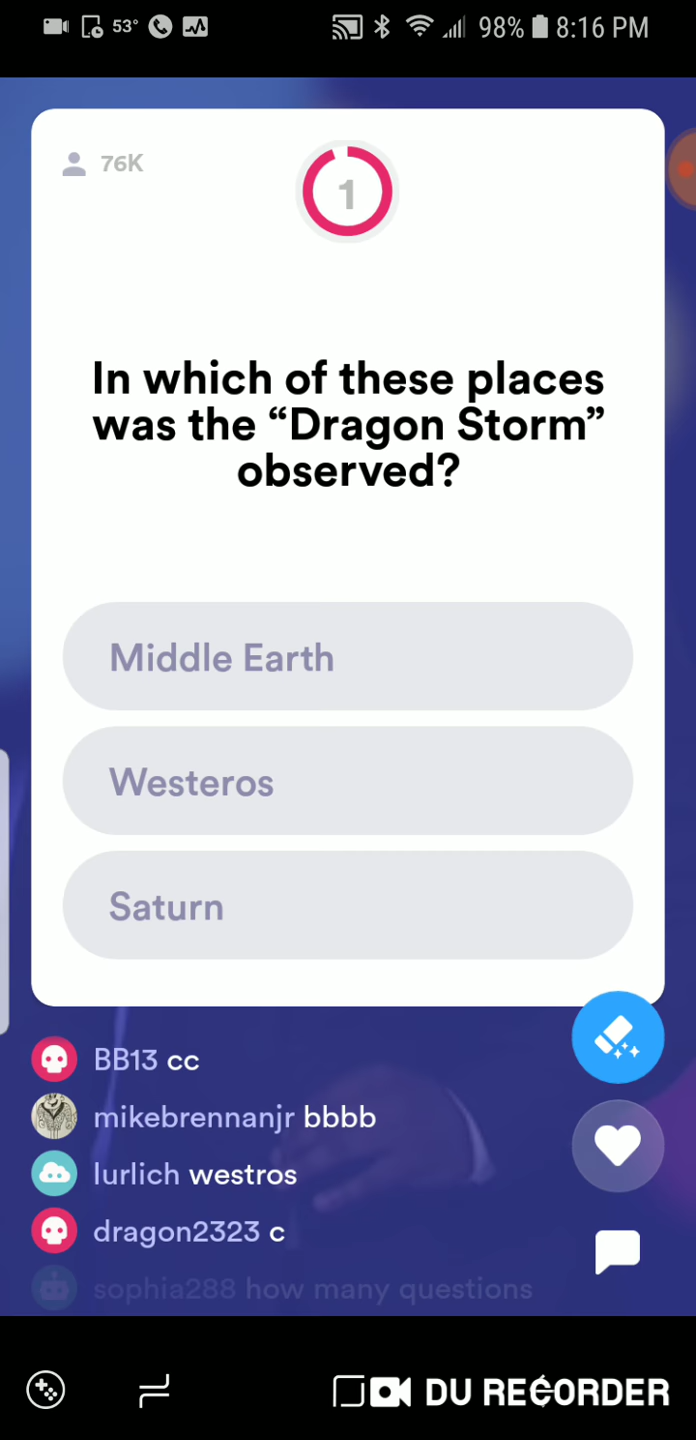 53° 98% 8:16 PM
76K
1
In which of these places
was the “Dragon Storm”
observed?
Middle Earth
Westeros
Saturn
BB13 cc
mikebrennanjr bbbb
lurlich westros
dragon2323 c
sophia288 how many questions
DU RECORDER